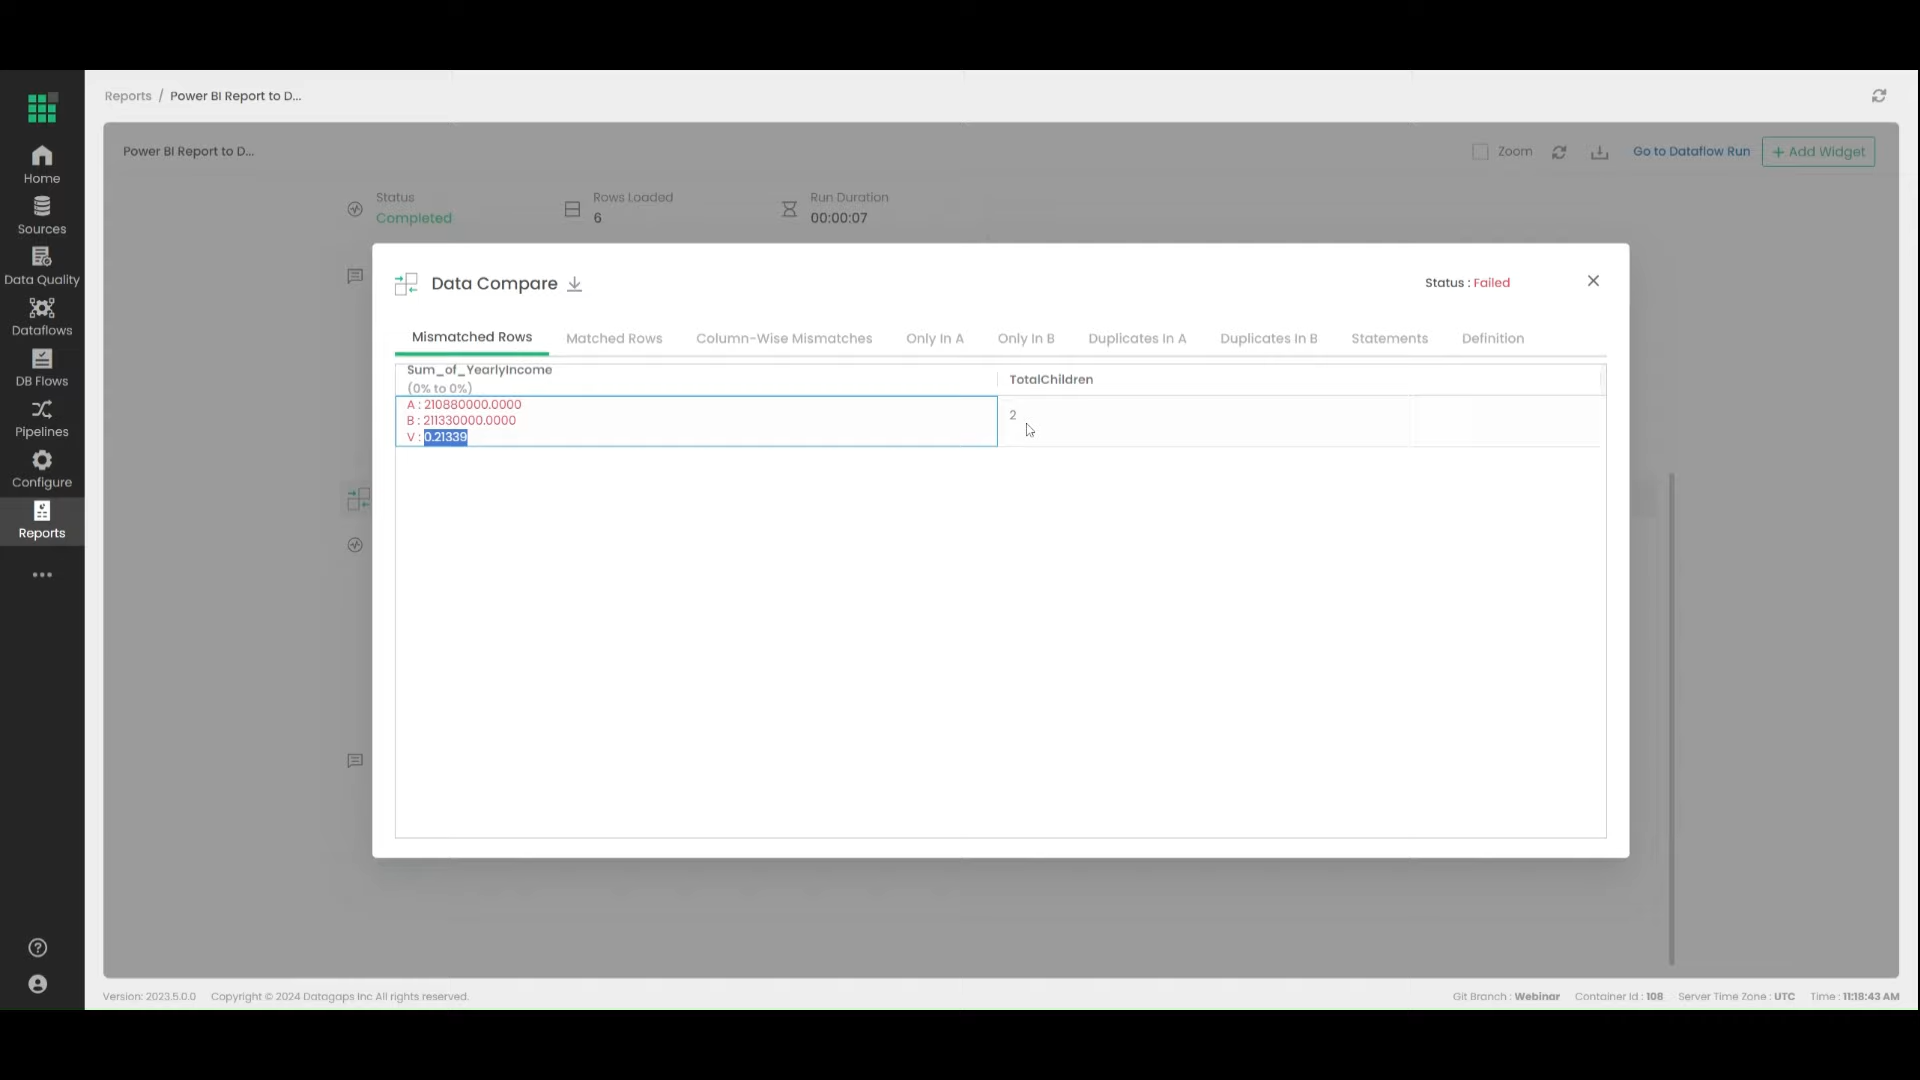 Reports / Power BI Report to D...
Home
Sources
Data Quality
Dataflows
DB Flows
Pipelines
Configure
Reports
Power BI Report to D...
Zoom
Go to Dataflow Run
+ Add Widget
Status
Completed
Rows Loaded
6
Run Duration
00:00:07
Data Compare
Status : Failed
Mismatched Rows
Matched Rows
Column-Wise Mismatches
Only In A
Only In B
Duplicates In A
Duplicates In B
Statements
Definition
Sum_of_YearlyIncome
(0% to 0%)
TotalChildren
A : 210880000.0000
B : 211330000.0000
V : 0.21339
2
Version: 2023.5.0.0 Copyright © 2024 Datagaps Inc All rights reserved.
Git Branch : Webinar Container Id : 108 Server Time Zone : UTC Time : 11:18:43 AM